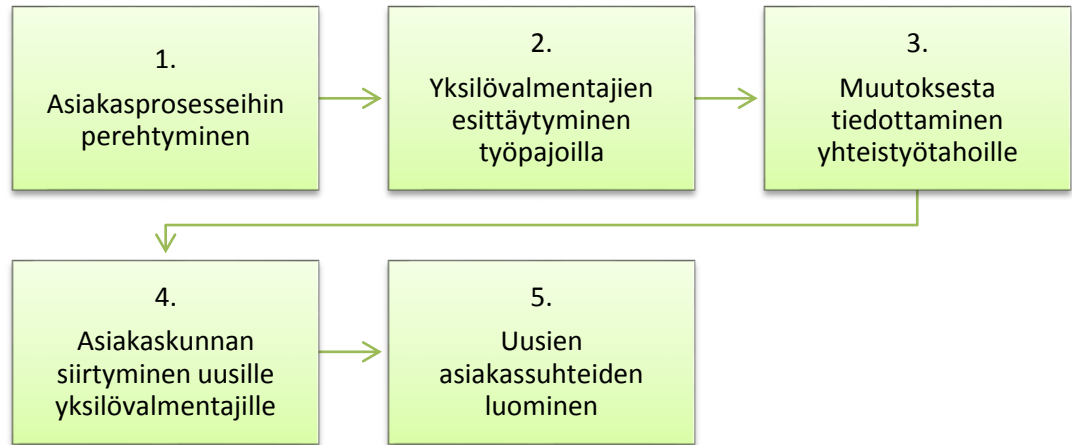 1.
Asiakasprosesseihin
perehtyminen
2.
Yksilövalmentajien
esittäytyminen
työpajoilla
3.
Muutoksesta
tiedottaminen
yhteistyötahoille
4.
Asiakaskunnan
siirtyminen uusille
yksilövalmentajille
5.
Uusien
asiakassuhteiden
luominen